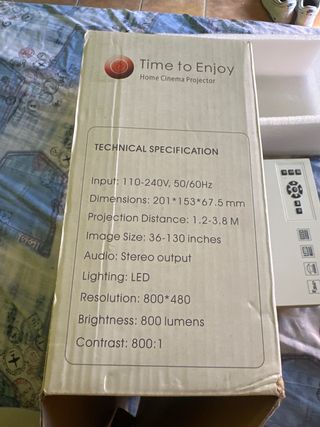 Time to Enjoy
Home Cinema Projector
TECHNICAL SPECIFICATION
Input: 110-240V, 50/60Hz
Dimensions: 201*153*67.5 mm
Projection Distance: 1.2-3.8 M
Image Size: 36-130 inches
Audio: Stereo output
Lighting: LED
Resolution: 800*480
Brightness: 800 lumens
Contrast: 800:1